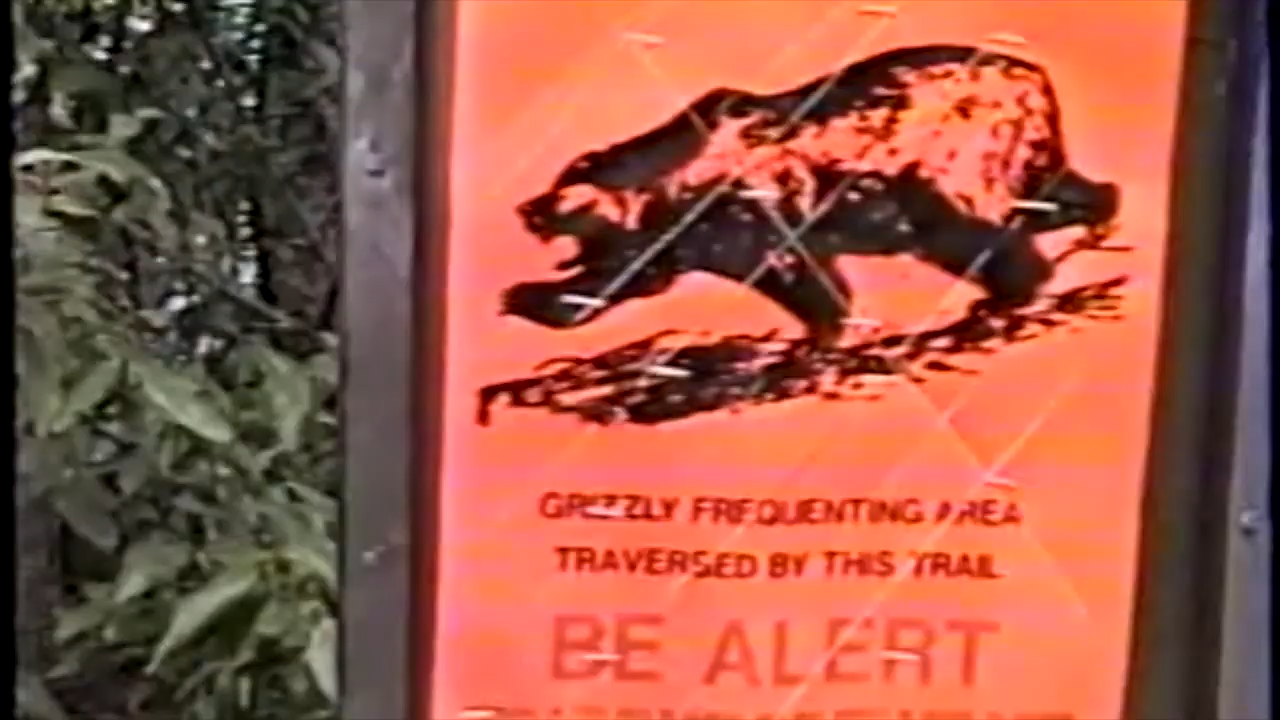 GRIZZLY FREQUENTING AREA
TRAVERSED BY THIS TRAIL
BE ALERT